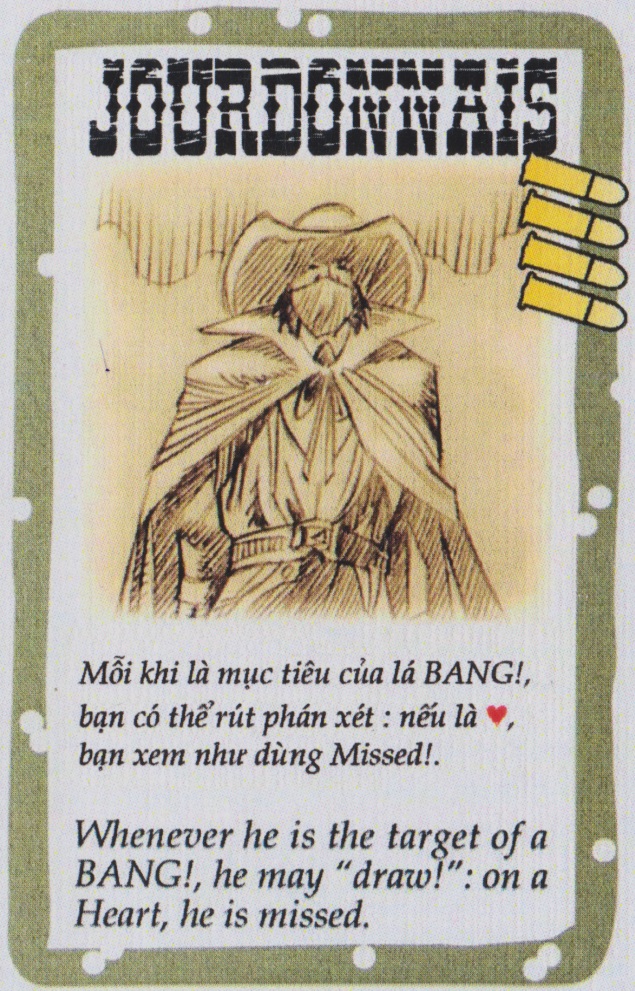 JOURDONNAIS
Mỗi khi là mục tiêu của lá BANG!,
bạn có thể rút phán xét : nếu là ♥,
bạn xem như dùng Missed!.
Whenever he is the target of a
BANG!, he may “draw!”: on a
Heart, he is missed.